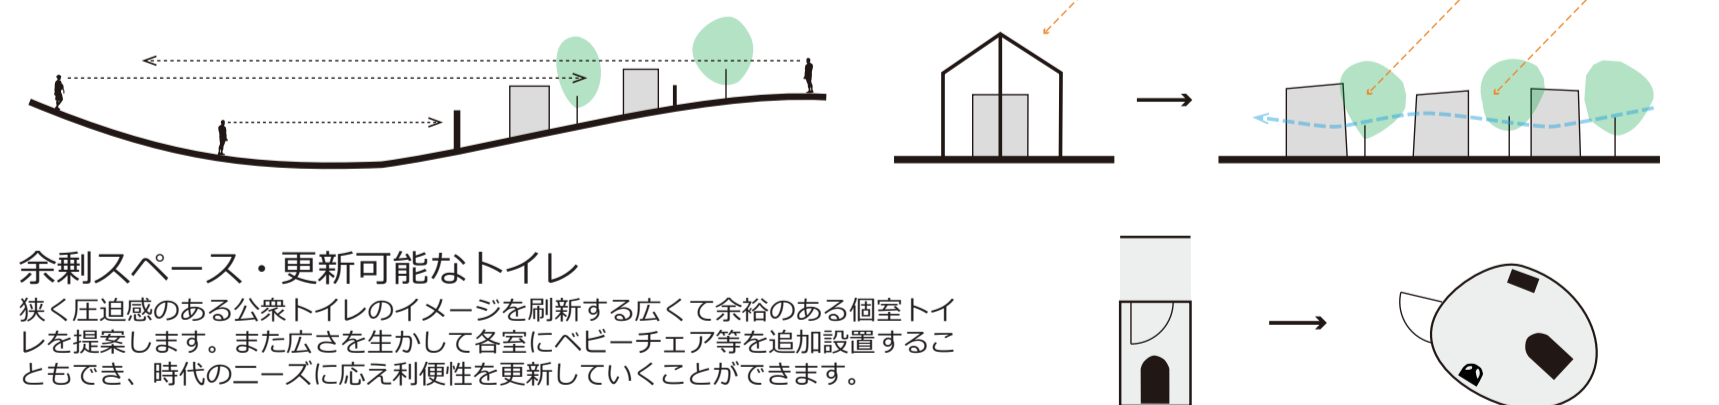 余剰スペース・更新可能なトイレ
狭く圧迫感のある公衆トイレのイメージを刷新する広くて余裕のある個室トイ
レを提案します。また広さを生かして各室にベビーチェア等を追加設置するこ
ともでき、時代のニーズに応え利便性を更新していくことができます。